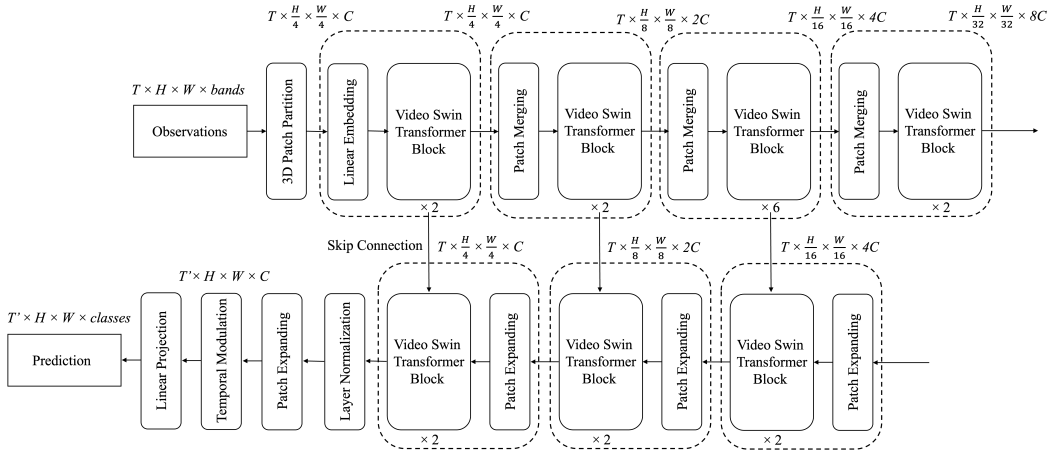 T × H/4 × W/4 × C
T × H/4 × W/4 × C
T × H/8 × W/8 × 2C
T × H/16 × W/16 × 4C
T × H/32 × W/32 × 8C
T × H × W × bands
Observations
3D Patch Partition
Linear Embedding
Video Swin
Transformer
Block
× 2
Patch Merging
Video Swin
Transformer
Block
× 2
Patch Merging
Video Swin
Transformer
Block
× 6
Patch Merging
Video Swin
Transformer
Block
× 2
Skip Connection
T × H/4 × W/4 × C
T × H/8 × W/8 × 2C
T × H/16 × W/16 × 4C
T' × H × W × C
T' × H × W × classes
Prediction
Linear Projection
Temporal Modulation
Patch Expanding
Layer Normalization
Video Swin
Transformer
Block
× 2
Patch Expanding
Video Swin
Transformer
Block
× 2
Patch Expanding
Video Swin
Transformer
Block
× 2
Patch Expanding